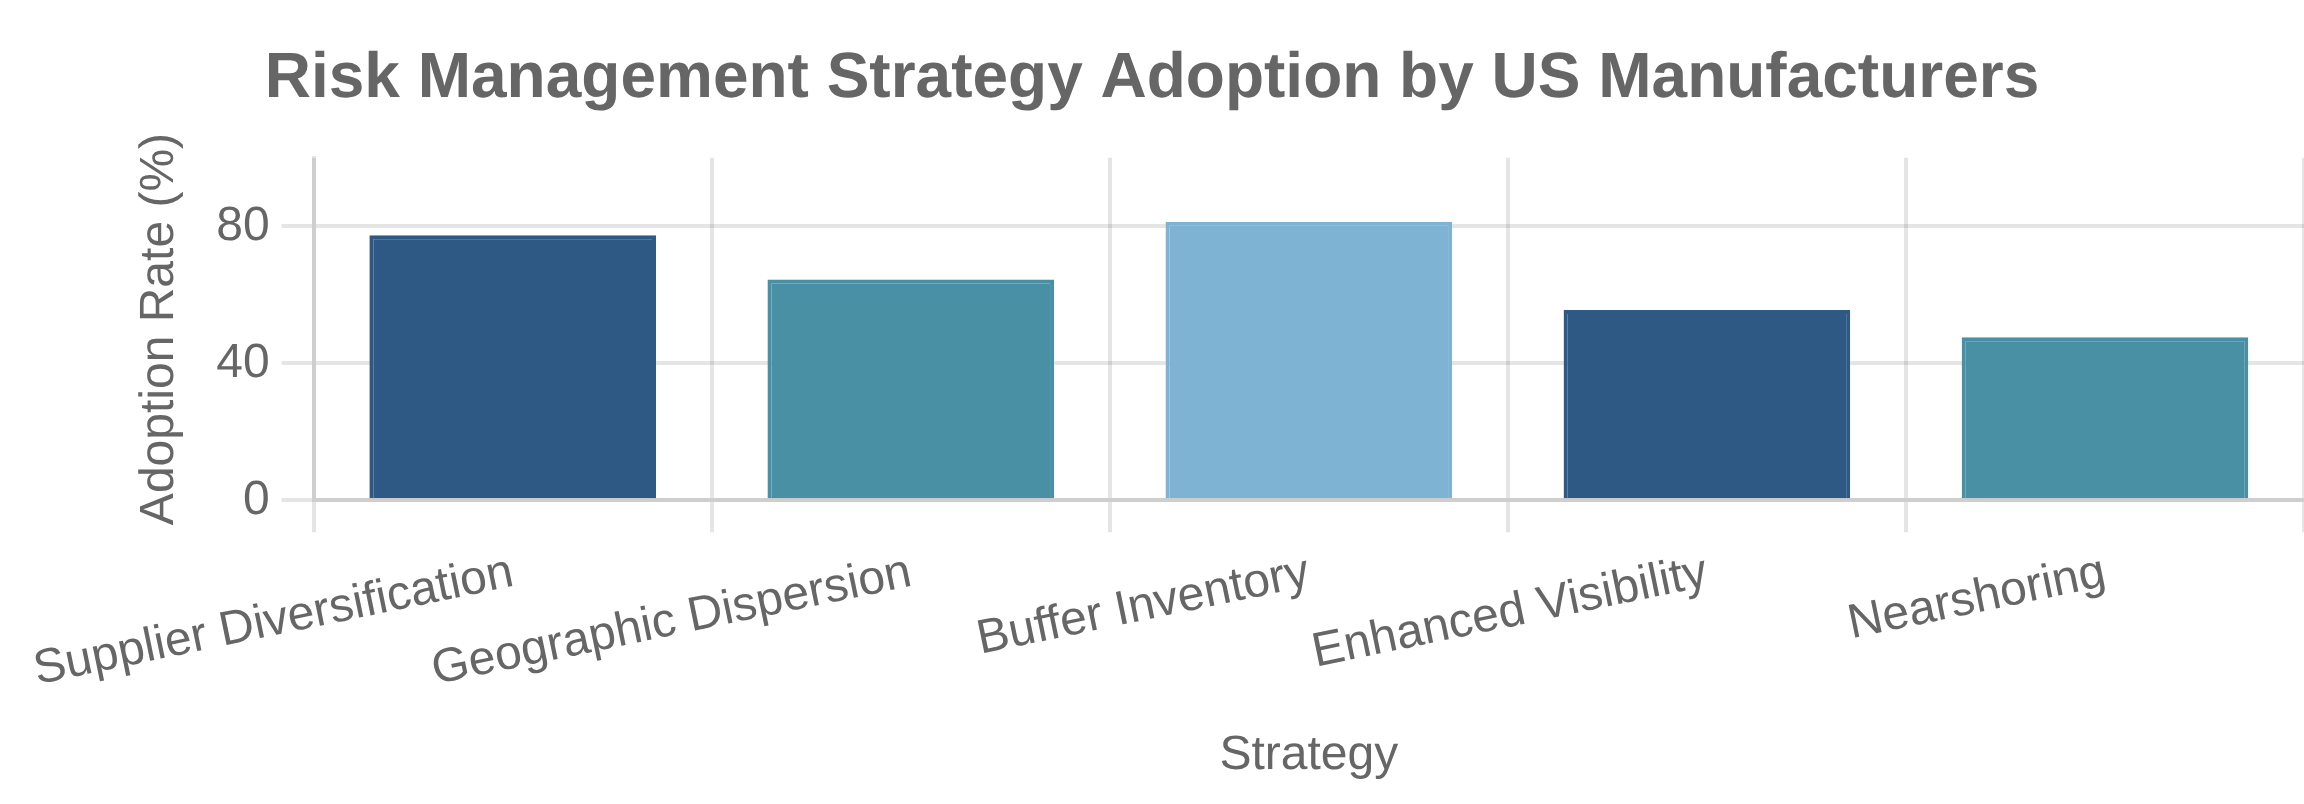 Risk Management Strategy Adoption by US Manufacturers
Adoption Rate (%)
80
40
0
Supplier Diversification
Geographic Dispersion
Buffer Inventory
Enhanced Visibility
Nearshoring
Strategy